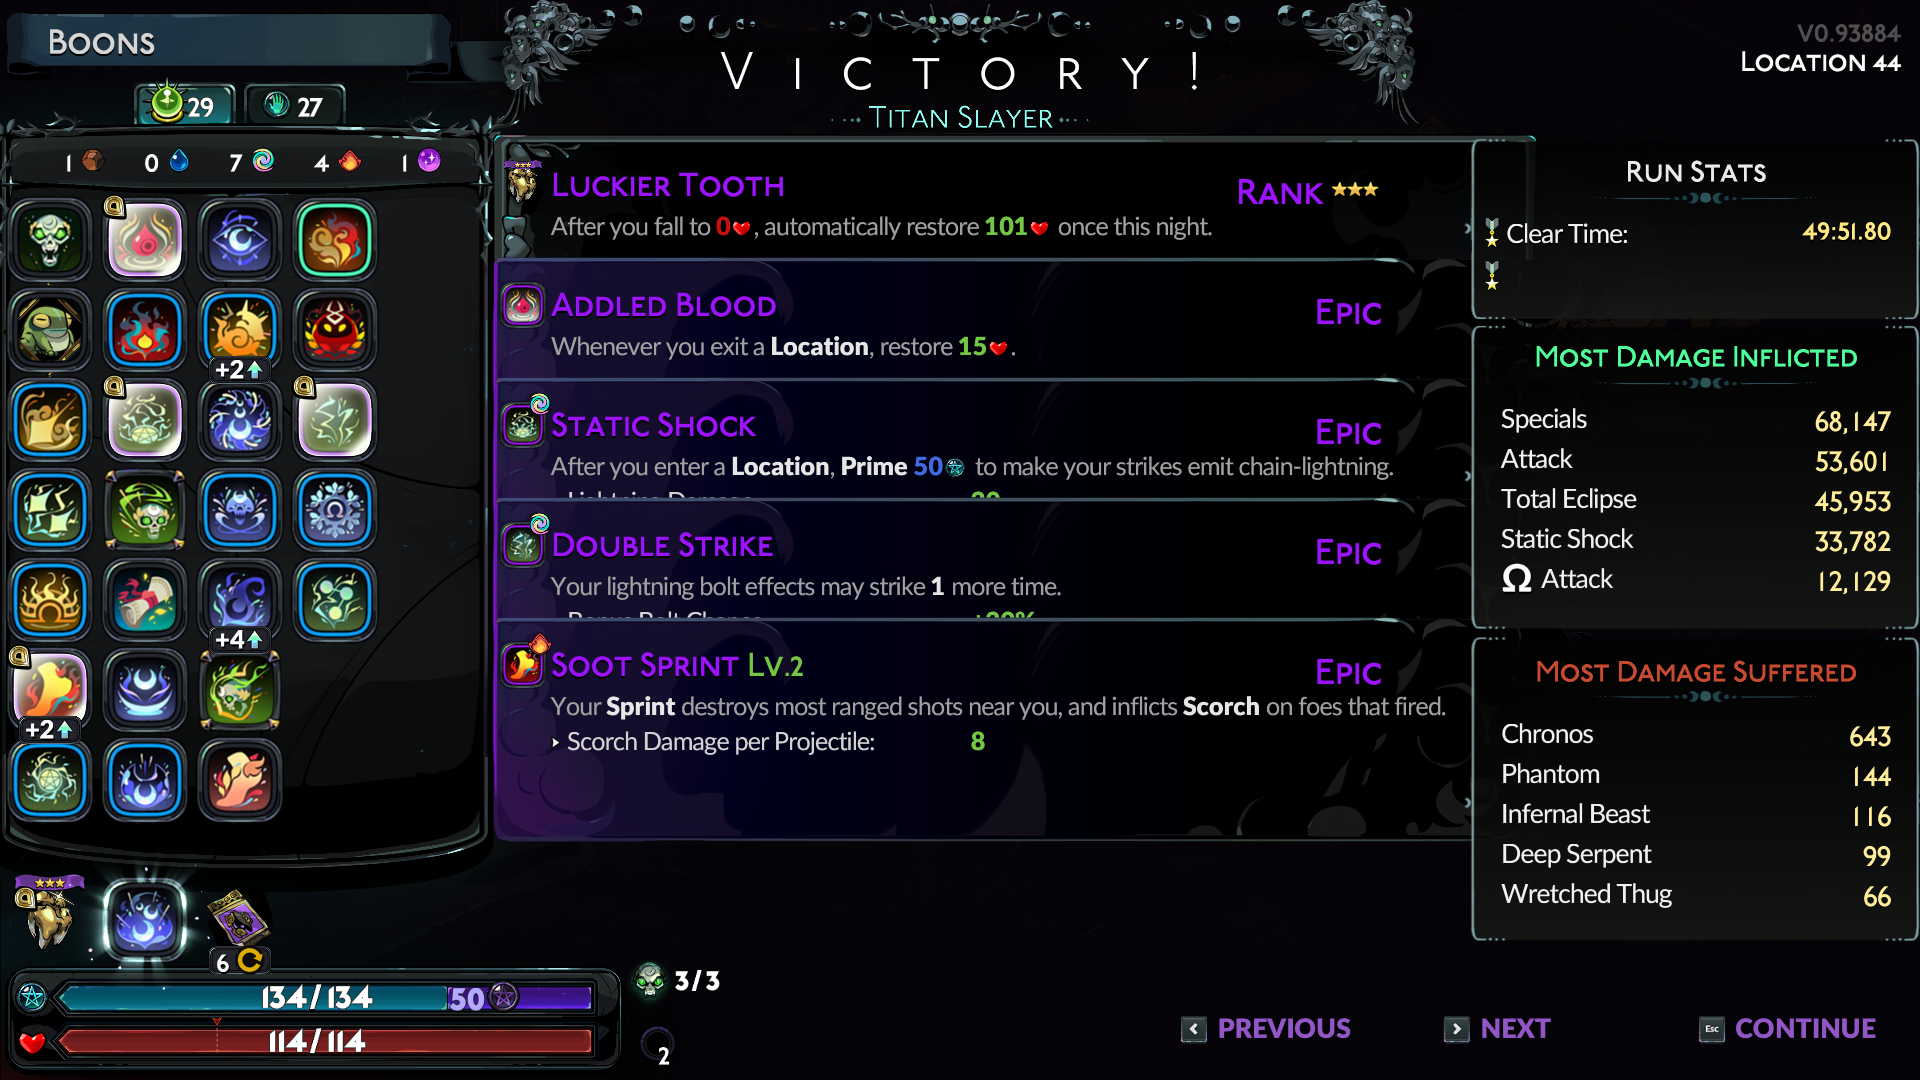 BOONS
29
27
1
0
7
4
1
+2
+4
+2
6
134/134
50
114/114
3/3
2
VICTORY!
TITAN SLAYER
V0.93884
LOCATION 44
LUCKIER TOOTH
RANK
After you fall to 0, automatically restore 101 once this night.
ADDLED BLOOD
EPIC
Whenever you exit a Location, restore 15.
STATIC SHOCK
EPIC
After you enter a Location, Prime 50 to make your strikes emit chain-lightning.
Lightning Damage 20
DOUBLE STRIKE
EPIC
Your lightning bolt effects may strike 1 more time.
Bonus Bolt Chance
SOOT SPRINT LV.2
EPIC
Your Sprint destroys most ranged shots near you, and inflicts Scorch on foes that fired.
Scorch Damage per Projectile: 8
RUN STATS
Clear Time: 49:51.80
MOST DAMAGE INFLICTED
Specials 68,147
Attack 53,601
Total Eclipse 45,953
Static Shock 33,782
Ω Attack 12,129
MOST DAMAGE SUFFERED
Chronos 643
Phantom 144
Infernal Beast 116
Deep Serpent 99
Wretched Thug 66
< PREVIOUS
> NEXT
Esc CONTINUE